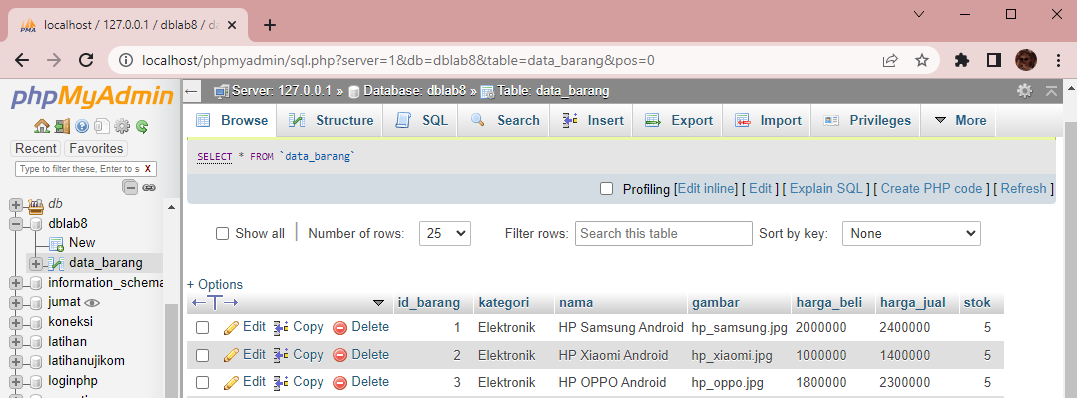 localhost / 127.0.0.1 / dblab8 / da
localhost/phpmyadmin/sql.php?server=1&db=dblab8&table=data_barang&pos=0
phpMyAdmin
Recent Favorites
Type to filter these, Enter to s X
db
dblab8
New
data_barang
information_schema
jumat
koneksi
latihan
latihanujikom
loginphp
Server: 127.0.0.1 » Database: dblab8 » Table: data_barang
Browse Structure SQL Search Insert Export Import Privileges More
SELECT * FROM `data_barang`
Profiling [Edit inline] [ Edit ] [ Explain SQL ] [ Create PHP code ] [ Refresh ]
Show all | Number of rows: 25 Filter rows: Search this table Sort by key: None
+ Options
←T→ id_barang kategori nama gambar harga_beli harga_jual stok
Edit Copy Delete 1 Elektronik HP Samsung Android hp_samsung.jpg 2000000 2400000 5
Edit Copy Delete 2 Elektronik HP Xiaomi Android hp_xiaomi.jpg 1000000 1400000 5
Edit Copy Delete 3 Elektronik HP OPPO Android hp_oppo.jpg 1800000 2300000 5